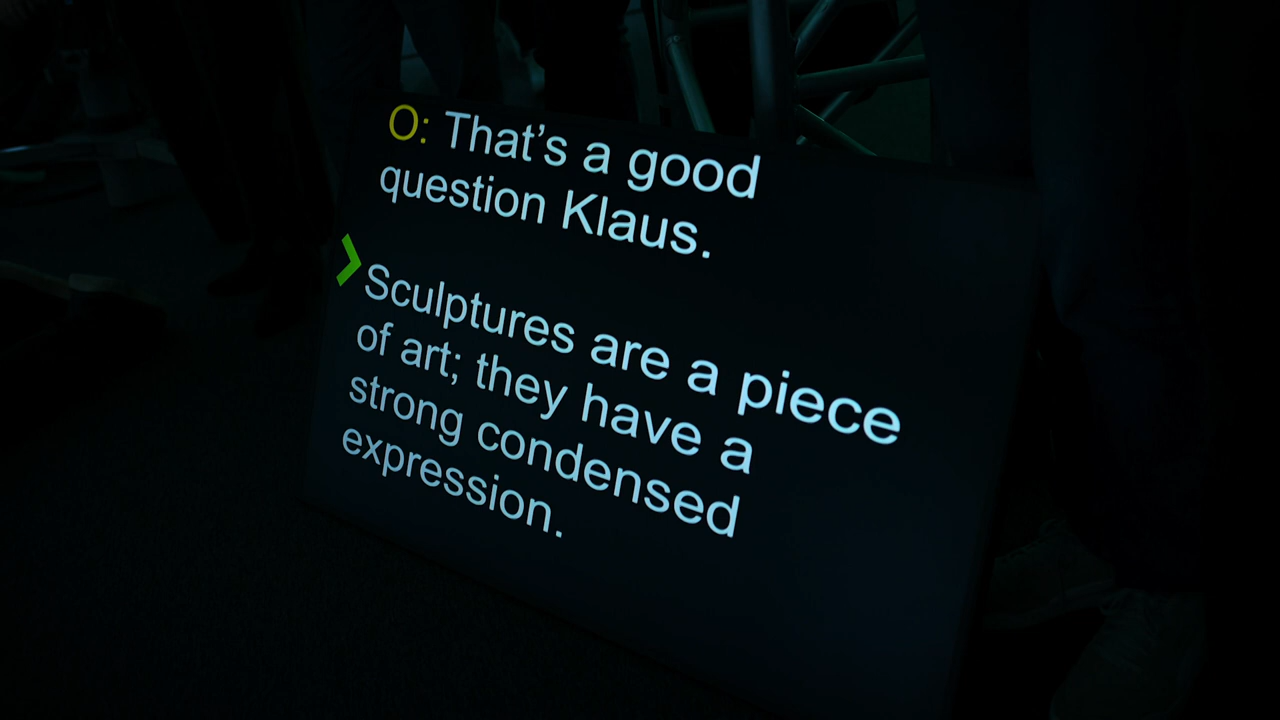 O: That’s a good
question Klaus.
Sculptures are a piece
of art; they have a
strong condensed
expression.